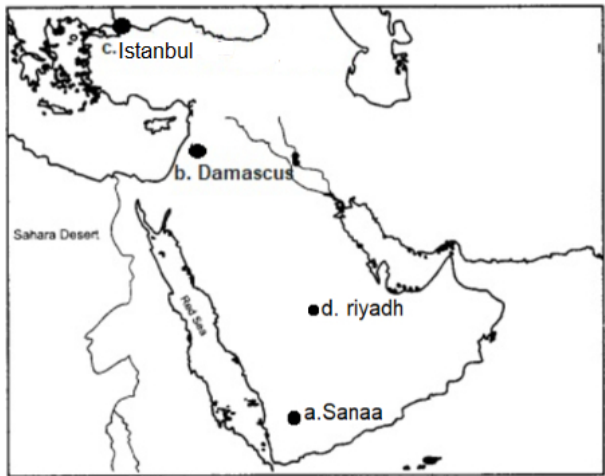 c. Istanbul
b. Damascus
Sahara Desert
Red Sea
d. riyadh
a.Sanaa